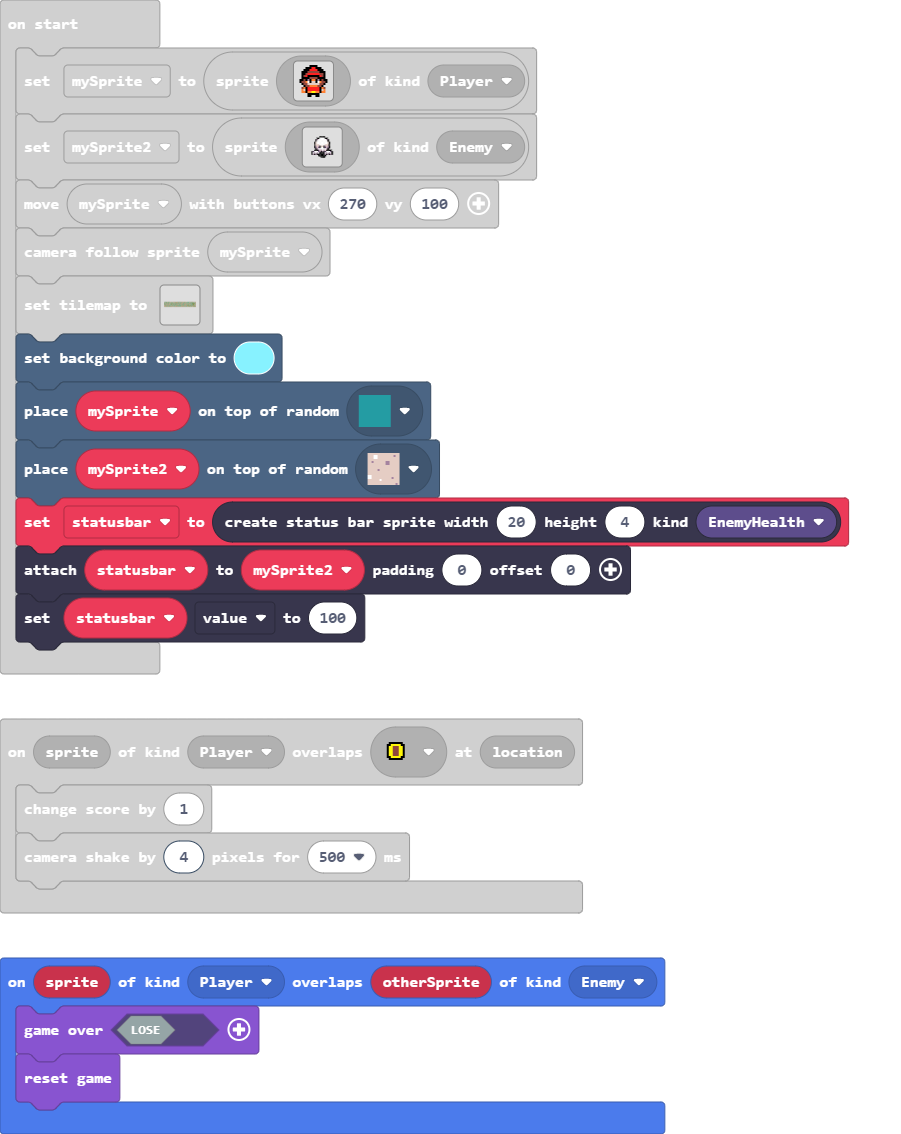 on start
set mySprite to sprite of kind Player
set mySprite2 to sprite of kind Enemy
move mySprite with buttons vx 270 vy 100
camera follow sprite mySprite
set tilemap to
set background color to
place mySprite on top of random
place mySprite2 on top of random
set statusbar to create status bar sprite width 20 height 4 kind EnemyHealth
attach statusbar to mySprite2 padding 0 offset 0
set statusbar value to 100
on sprite of kind Player overlaps at location
change score by 1
camera shake by 4 pixels for 500 ms
on sprite of kind Player overlaps otherSprite of kind Enemy
game over LOSE
reset game